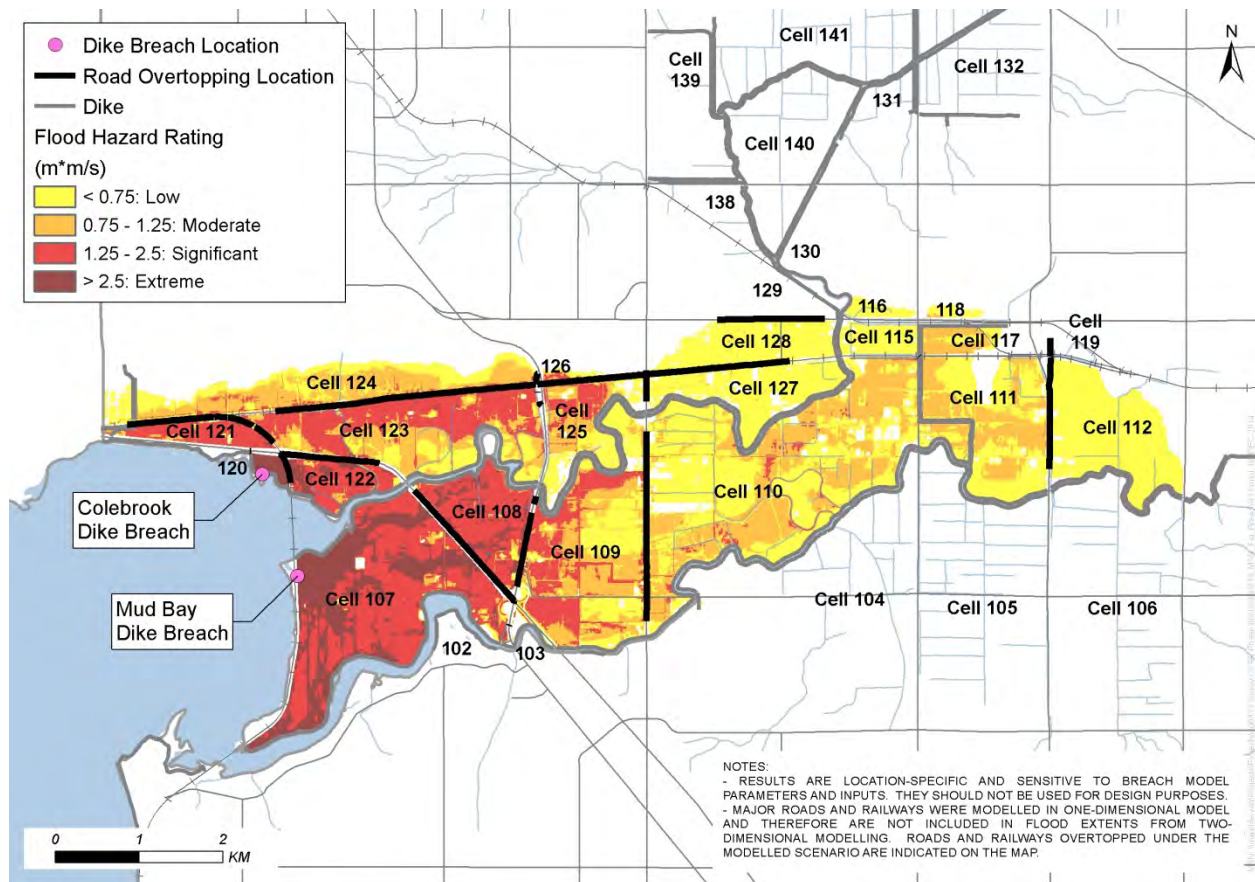 Dike Breach Location
Road Overtopping Location
Dike
Flood Hazard Rating
(m*m/s)
< 0.75: Low
0.75 - 1.25: Moderate
1.25 - 2.5: Significant
> 2.5: Extreme
N
Cell 141
Cell
139
Cell 132
131
Cell 140
138
130
129
116
118
Cell
119
Cell 128
Cell 115
Cell 117
126
Cell 124
Cell 127
Cell
125
Cell 111
Cell 121
Cell 123
Cell 112
120
Cell 122
Cell 110
Colebrook
Dike Breach
Cell 108
Cell 109
Mud Bay
Dike Breach
Cell 107
Cell 104
Cell 105
Cell 106
102
103
NOTES:
- RESULTS ARE LOCATION-SPECIFIC AND SENSITIVE TO BREACH MODEL
PARAMETERS AND INPUTS. THEY SHOULD NOT BE USED FOR DESIGN PURPOSES.
- MAJOR ROADS AND RAILWAYS WERE MODELLED IN ONE-DIMENSIONAL MODEL
AND THEREFORE ARE NOT INCLUDED IN FLOOD EXTENTS FROM TWO-
DIMENSIONAL MODELLING. ROADS AND RAILWAYS OVERTOPPED UNDER THE
MODELLED SCENARIO ARE INDICATED ON THE MAP.
0 1 2
KM